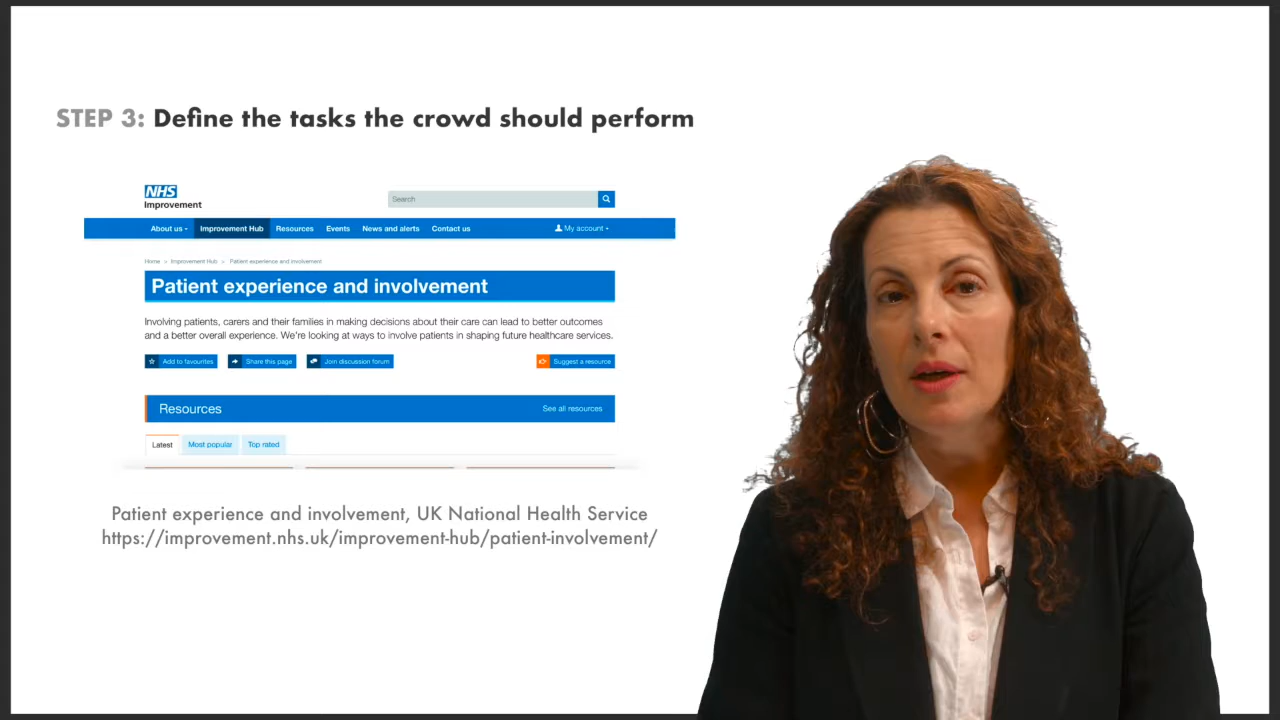 STEP 3: Define the tasks the crowd should perform
NHS
Improvement
Search
About us
Improvement Hub
Resources
Events
News and alerts
Contact us
My account
Home > Improvement Hub > Patient experience and involvement
Patient experience and involvement
Involving patients, carers and their families in making decisions about their care can lead to better outcomes
and a better overall experience. We're looking at ways to involve patients in shaping future healthcare services.
Add to favourites
Share this page
Join discussion forum
Suggest a resource
Resources
See all resources
Latest
Most popular
Top rated
Patient experience and involvement, UK National Health Service
https://improvement.nhs.uk/improvement-hub/patient-involvement/